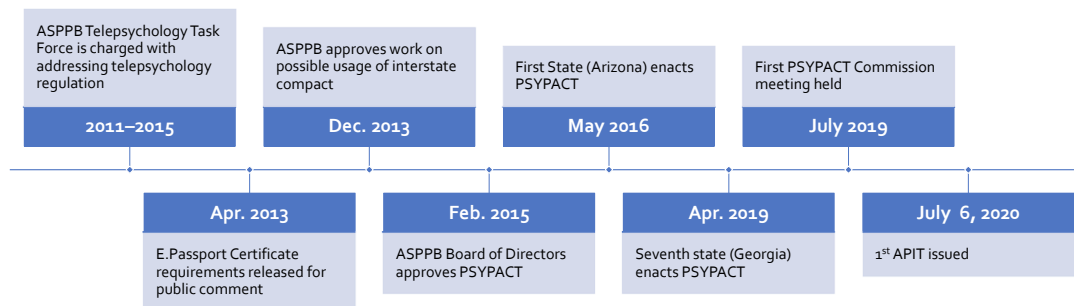 ASPPB Telepsychology Task
Force is charged with
addressing telepsychology
regulation
2011–2015
Apr. 2013
E.Passport Certificate
requirements released for
public comment
ASPPB approves work on
possible usage of interstate
compact
Dec. 2013
Feb. 2015
ASPPB Board of Directors
approves PSYPACT
First State (Arizona) enacts
PSYPACT
May 2016
Apr. 2019
Seventh state (Georgia)
enacts PSYPACT
First PSYPACT Commission
meeting held
July 2019
July 6, 2020
1st APIT issued